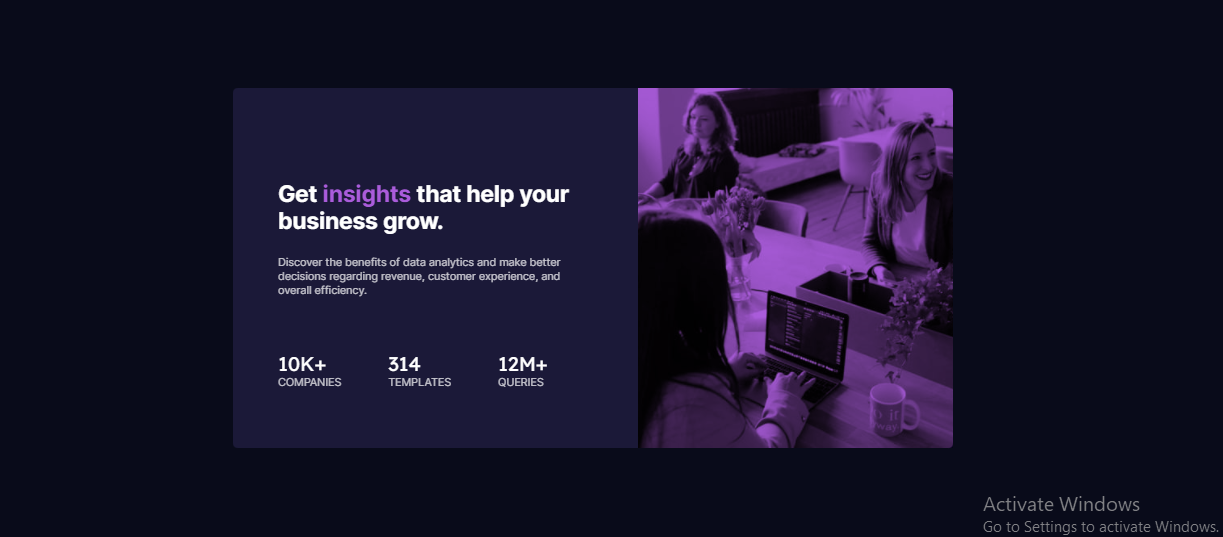 Get insights that help your
business grow.
Discover the benefits of data analytics and make better
decisions regarding revenue, customer experience, and
overall efficiency.
10K+ 314 12M+
COMPANIES TEMPLATES QUERIES
Activate Windows
Go to Settings to activate Windows.